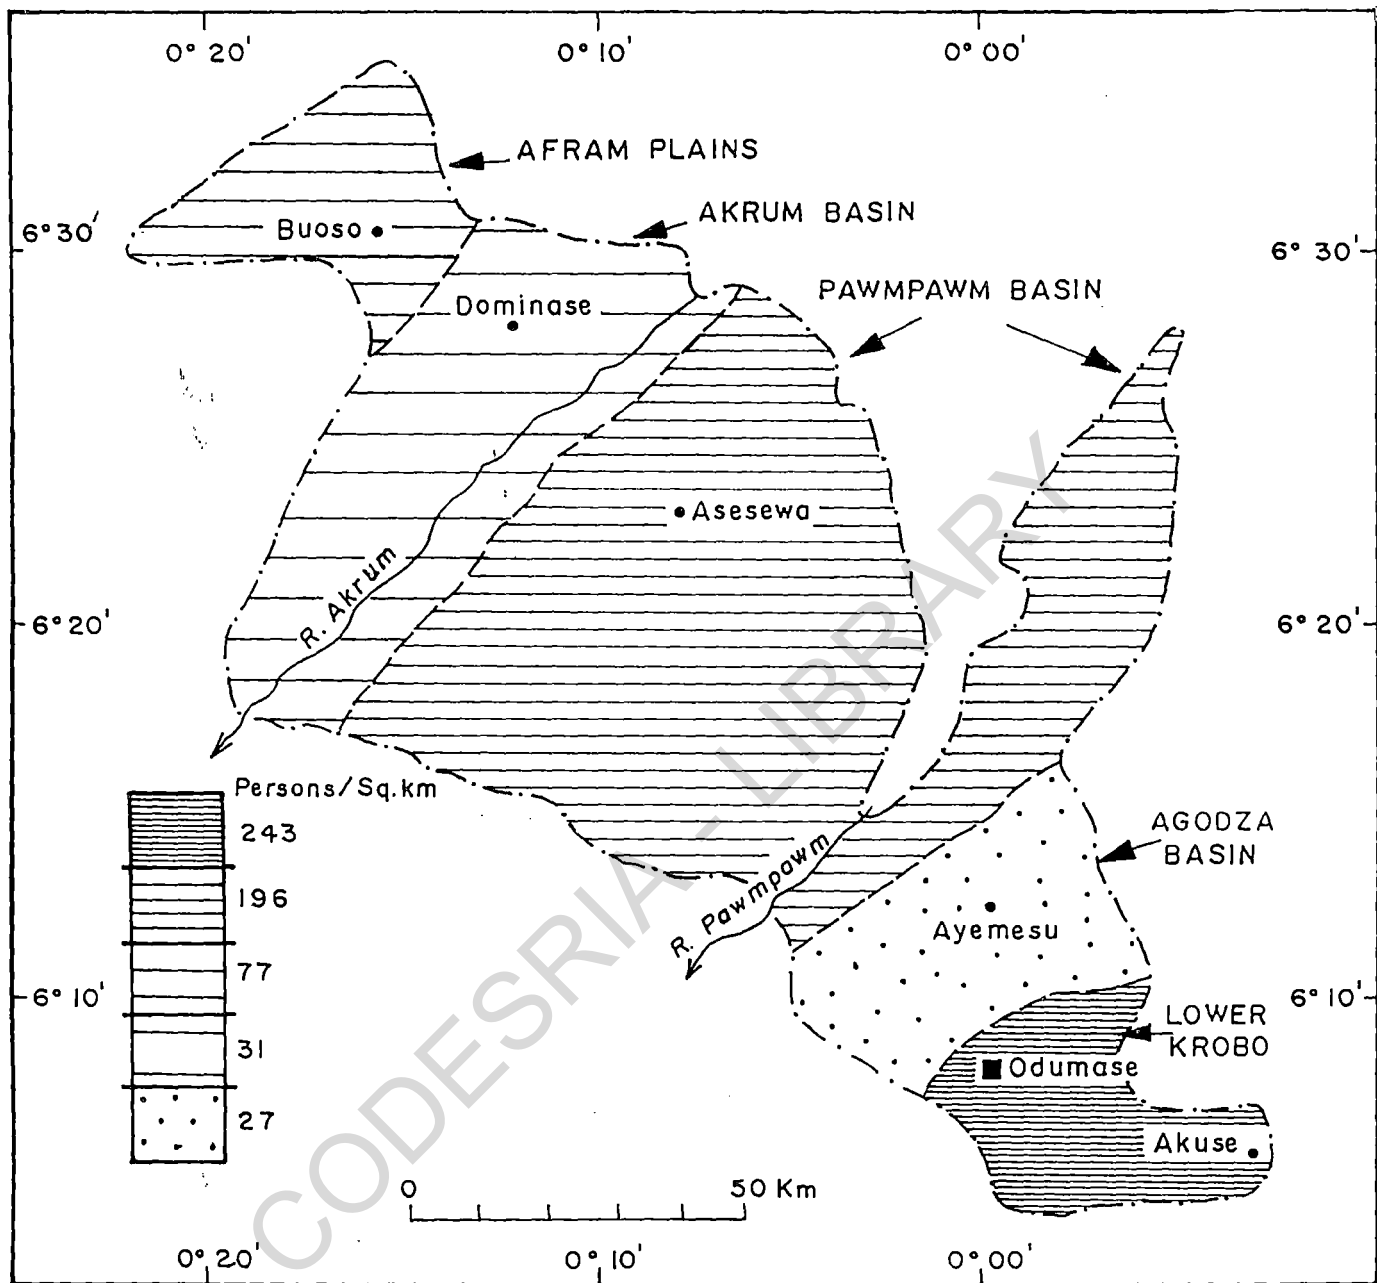 0° 20' 0° 10' 0° 00'
AFRAM PLAINS
AKRUM BASIN
6° 30' Buoso 6° 30'
PAWMPAWM BASIN
Dominase
Asesewa
R. Akrum
6° 20' 6° 20'
Persons/Sq.km
243
196
77
31
27
R. Pawmpawm
AGODZA
BASIN
Ayemesu
6° 10' 6° 10'
LOWER
KROBO
Odumase
Akuse
0 50 Km
0° 20' 0° 10' 0° 00'
CODESRIA - LIBRARY